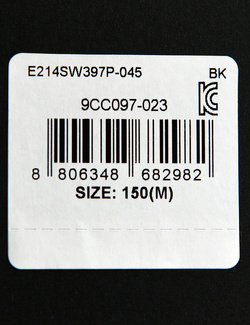 E214SW397P-045 BK
9CC097-023
8 806348 682982
SIZE: 150(M)